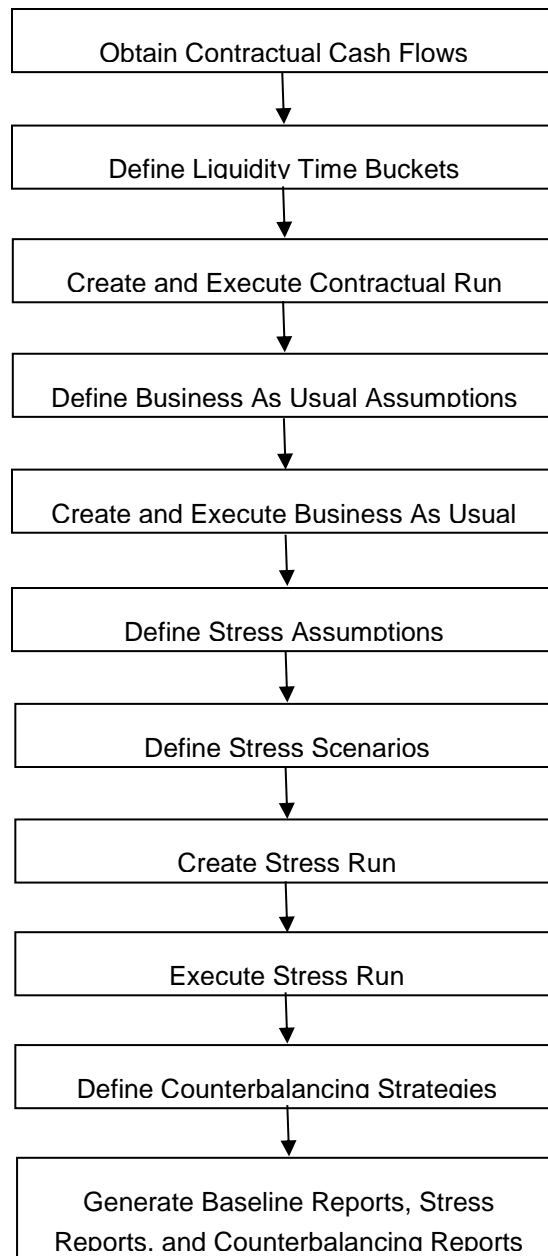 Obtain Contractual Cash Flows
Define Liquidity Time Buckets
Create and Execute Contractual Run
Define Business As Usual Assumptions
Create and Execute Business As Usual
Define Stress Assumptions
Define Stress Scenarios
Create Stress Run
Execute Stress Run
Define Counterbalancing Strategies
Generate Baseline Reports, Stress
Reports, and Counterbalancing Reports